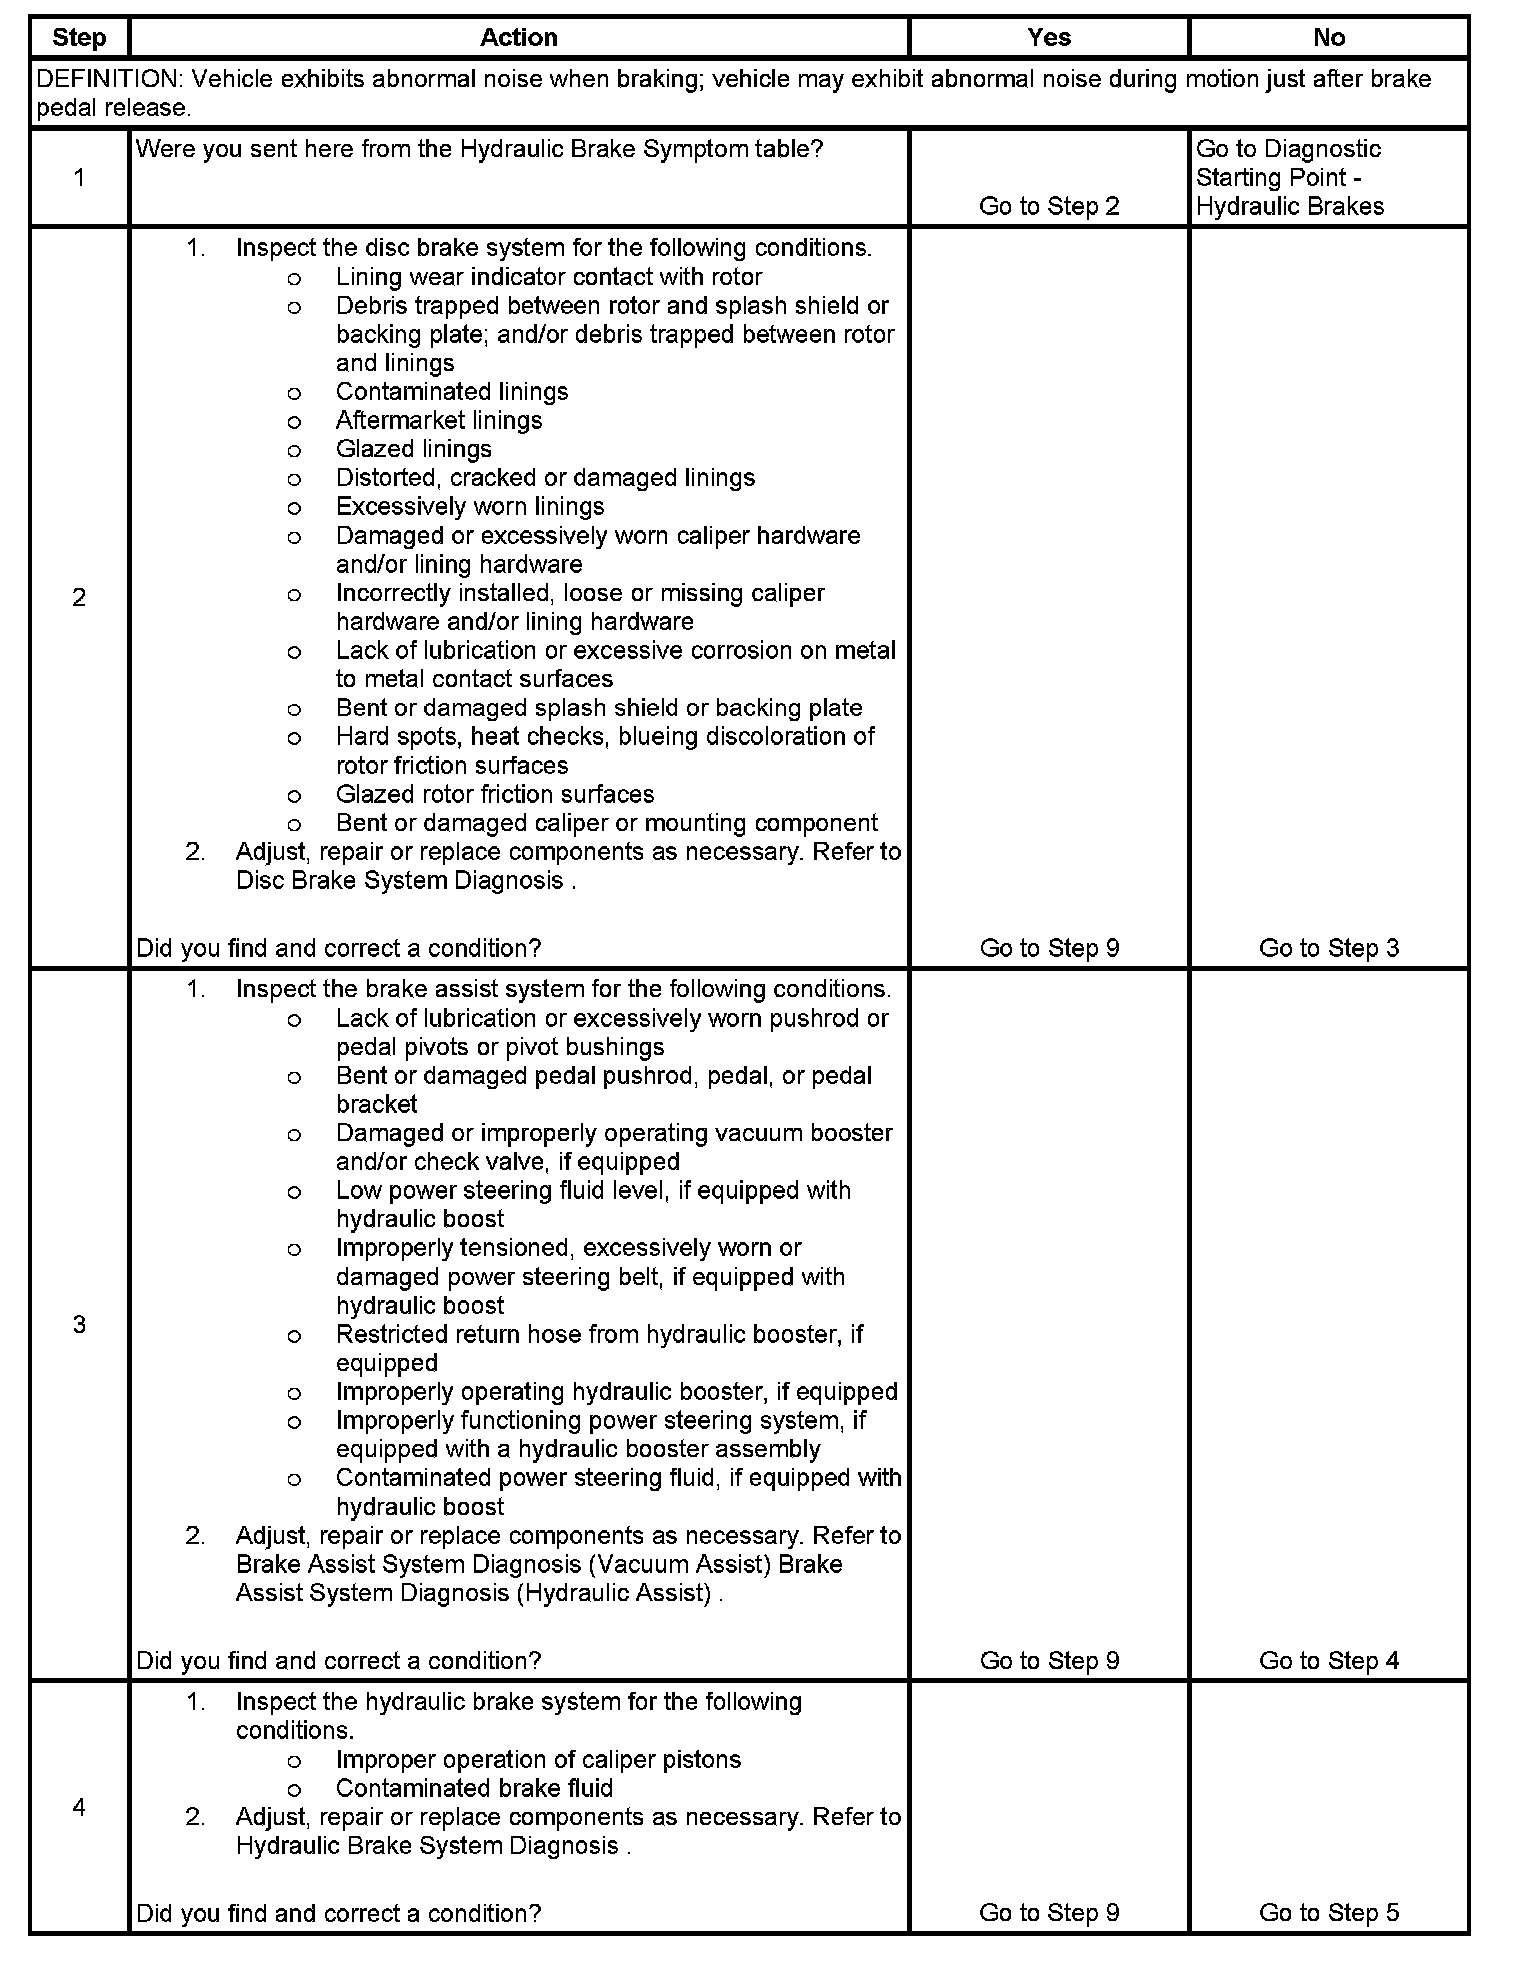 Step Action Yes No
DEFINITION: Vehicle exhibits abnormal noise when braking; vehicle may exhibit abnormal noise during motion just after brake
pedal release.
1
Were you sent here from the Hydraulic Brake Symptom table?
Go to Step 2
Go to Diagnostic
Starting Point -
Hydraulic Brakes
2
1. Inspect the disc brake system for the following conditions.
o Lining wear indicator contact with rotor
o Debris trapped between rotor and splash shield or
backing plate; and/or debris trapped between rotor
and linings
o Contaminated linings
o Aftermarket linings
o Glazed linings
o Distorted, cracked or damaged linings
o Excessively worn linings
o Damaged or excessively worn caliper hardware
and/or lining hardware
o Incorrectly installed, loose or missing caliper
hardware and/or lining hardware
o Lack of lubrication or excessive corrosion on metal
to metal contact surfaces
o Bent or damaged splash shield or backing plate
o Hard spots, heat checks, blueing discoloration of
rotor friction surfaces
o Glazed rotor friction surfaces
o Bent or damaged caliper or mounting component
2. Adjust, repair or replace components as necessary. Refer to
Disc Brake System Diagnosis .
Did you find and correct a condition?
Go to Step 9
Go to Step 3
3
1. Inspect the brake assist system for the following conditions.
o Lack of lubrication or excessively worn pushrod or
pedal pivots or pivot bushings
o Bent or damaged pedal pushrod, pedal, or pedal
bracket
o Damaged or improperly operating vacuum booster
and/or check valve, if equipped
o Low power steering fluid level, if equipped with
hydraulic boost
o Improperly tensioned, excessively worn or
damaged power steering belt, if equipped with
hydraulic boost
o Restricted return hose from hydraulic booster, if
equipped
o Improperly operating hydraulic booster, if equipped
o Improperly functioning power steering system, if
equipped with a hydraulic booster assembly
o Contaminated power steering fluid, if equipped with
hydraulic boost
2. Adjust, repair or replace components as necessary. Refer to
Brake Assist System Diagnosis (Vacuum Assist) Brake
Assist System Diagnosis (Hydraulic Assist) .
Did you find and correct a condition?
Go to Step 9
Go to Step 4
4
1. Inspect the hydraulic brake system for the following
conditions.
o Improper operation of caliper pistons
o Contaminated brake fluid
2. Adjust, repair or replace components as necessary. Refer to
Hydraulic Brake System Diagnosis .
Did you find and correct a condition?
Go to Step 9
Go to Step 5